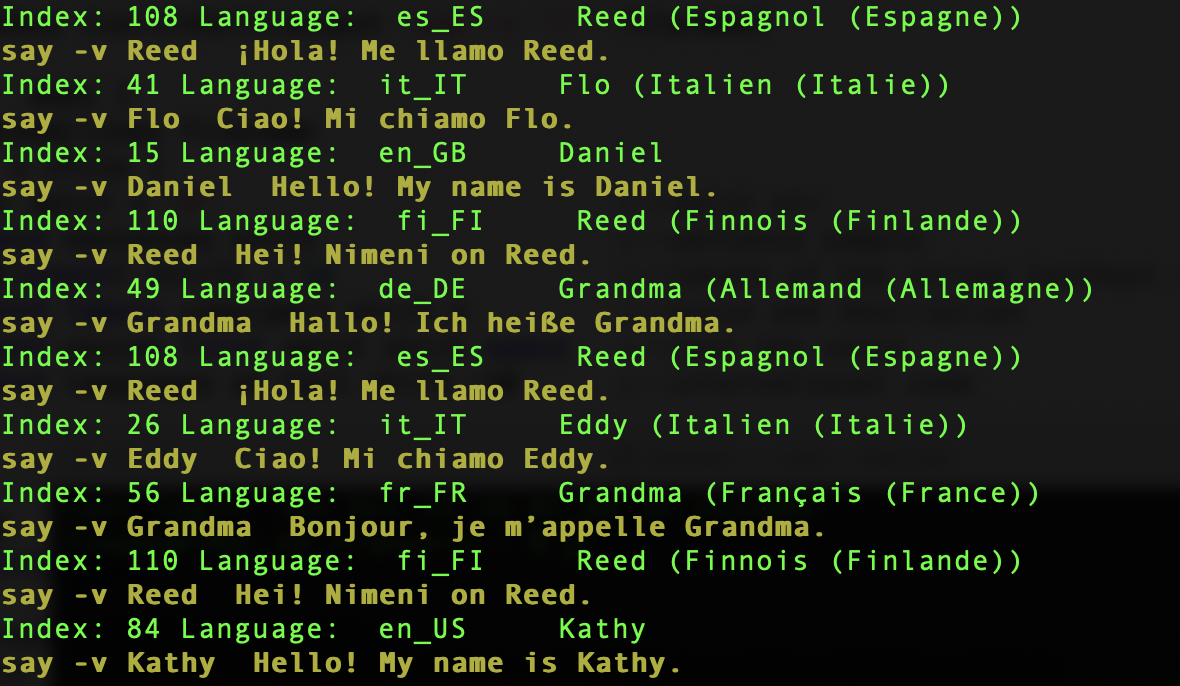 Index: 108 Language:  es_ES     Reed (Espagnol (Espagne))
say -v Reed  ¡Hola! Me llamo Reed.
Index: 41 Language:  it_IT     Flo (Italien (Italie))
say -v Flo  Ciao! Mi chiamo Flo.
Index: 15 Language:  en_GB     Daniel
say -v Daniel  Hello! My name is Daniel.
Index: 110 Language:  fi_FI     Reed (Finnois (Finlande))
say -v Reed  Hei! Nimeni on Reed.
Index: 49 Language:  de_DE     Grandma (Allemand (Allemagne))
say -v Grandma  Hallo! Ich heiße Grandma.
Index: 108 Language:  es_ES     Reed (Espagnol (Espagne))
say -v Reed  ¡Hola! Me llamo Reed.
Index: 26 Language:  it_IT     Eddy (Italien (Italie))
say -v Eddy  Ciao! Mi chiamo Eddy.
Index: 56 Language:  fr_FR     Grandma (Français (France))
say -v Grandma  Bonjour, je m’appelle Grandma.
Index: 110 Language:  fi_FI     Reed (Finnois (Finlande))
say -v Reed  Hei! Nimeni on Reed.
Index: 84 Language:  en_US     Kathy
say -v Kathy  Hello! My name is Kathy.